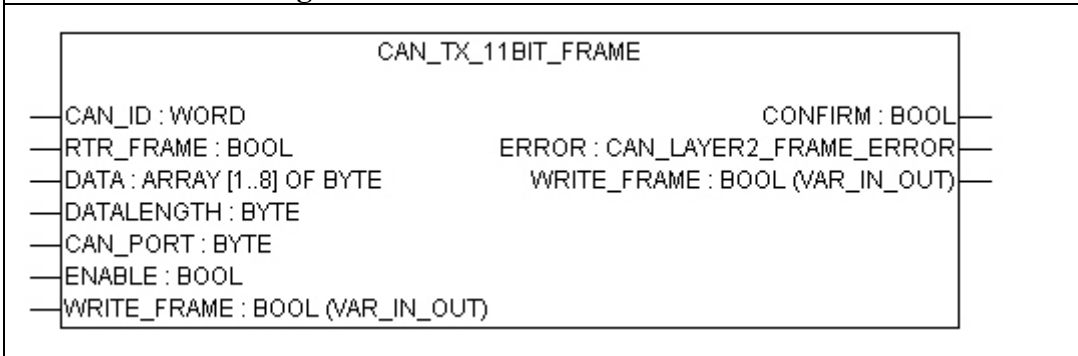 CAN_TX_11BIT_FRAME
CAN_ID : WORD CONFIRM : BOOL
RTR_FRAME : BOOL ERROR : CAN_LAYER2_FRAME_ERROR
DATA : ARRAY [1..8] OF BYTE WRITE_FRAME : BOOL (VAR_IN_OUT)
DATALENGTH : BYTE
CAN_PORT : BYTE
ENABLE : BOOL
WRITE_FRAME : BOOL (VAR_IN_OUT)